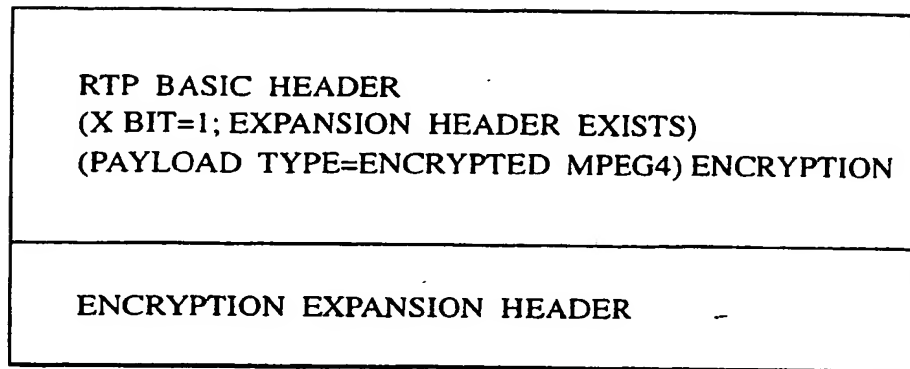 RTP BASIC HEADER
(X BIT=1; EXPANSION HEADER EXISTS)
(PAYLOAD TYPE=ENCRYPTED MPEG4) ENCRYPTION
ENCRYPTION EXPANSION HEADER